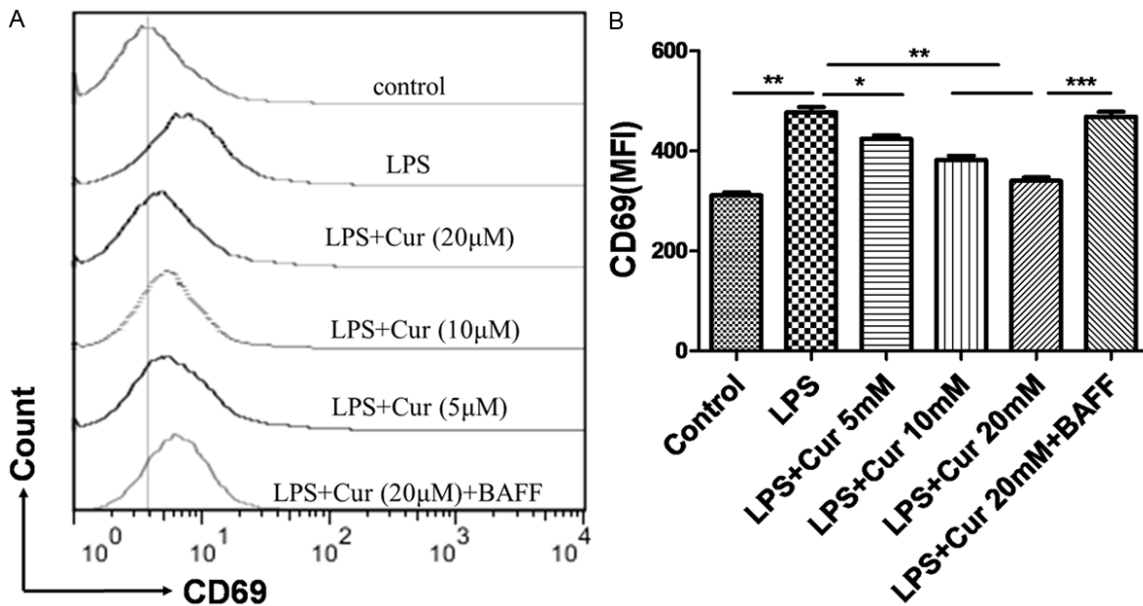 A
control
LPS
LPS+Cur (20μM)
LPS+Cur (10μM)
LPS+Cur (5μM)
LPS+Cur (20μM)+BAFF
Count
10^0 10^1 10^2 10^3 10^4
CD69
B
CD69(MFI)
600
400
200
0
** * ** ***
Control
LPS
LPS+Cur 5mM
LPS+Cur 10mM
LPS+Cur 20mM
LPS+Cur 20mM+BAFF